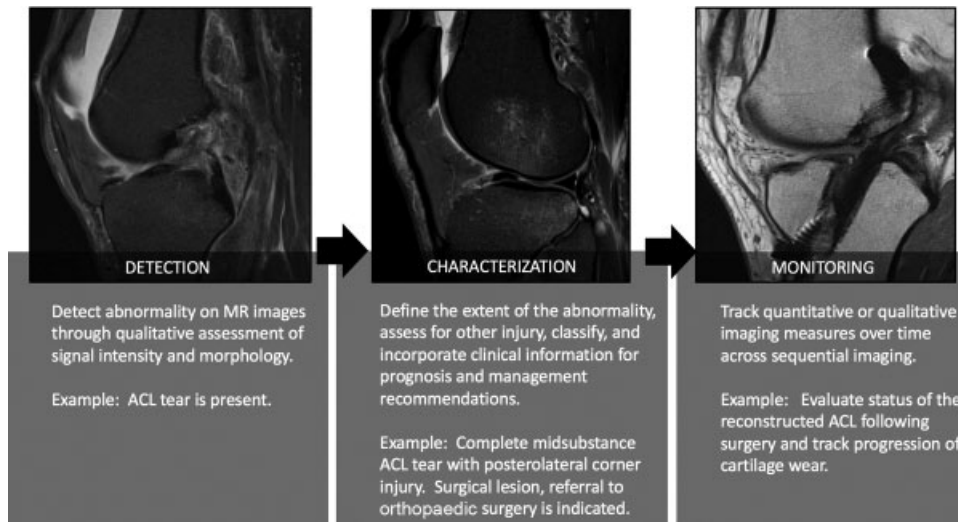 DETECTION
Detect abnormality on MR images
through qualitative assessment of
signal intensity and morphology.
Example: ACL tear is present.
CHARACTERIZATION
Define the extent of the abnormality,
assess for other injury, classify, and
incorporate clinical information for
prognosis and management
recommendations.
Example: Complete midsubstance
ACL tear with posterolateral corner
injury. Surgical lesion, referral to
orthopaedic surgery is indicated.
MONITORING
Track quantitative or qualitative
imaging measures over time
across sequential imaging.
Example: Evaluate status of the
reconstructed ACL following
surgery and track progression of
cartilage wear.